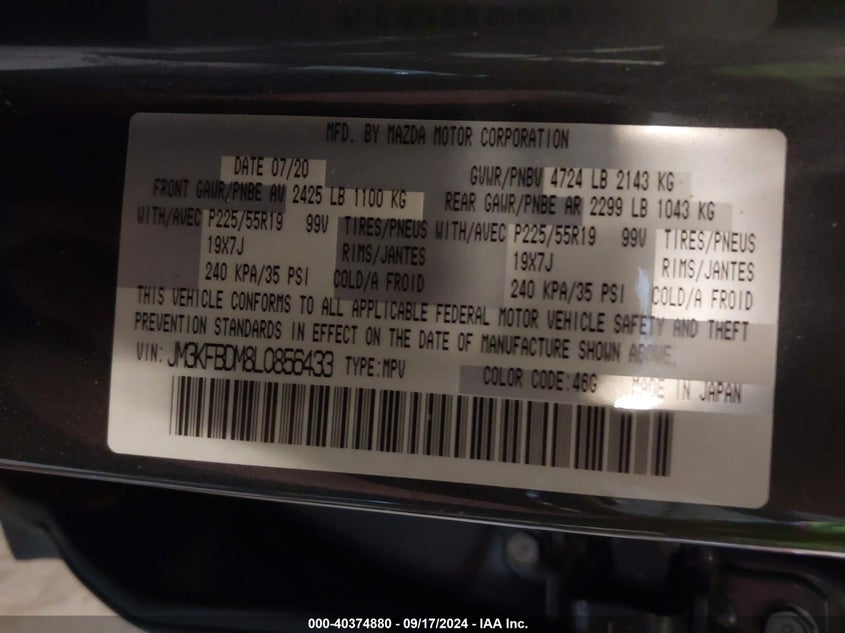 MFD. BY MAZDA MOTOR CORPORATION
DATE 07/20 GVWR/PNBV 4724 LB 2143 KG
FRONT GAWR/PNBE AV 2425 LB 1100 KG REAR GAWR/PNBE AR 2299 LB 1043 KG
WITH/AVEC P225/55R19 99V TIRES/PNEUS WITH/AVEC P225/55R19 99V TIRES/PNEUS
19X7J RIMS/JANTES 19X7J RIMS/JANTES
240 KPA/35 PSI COLD/A FROID 240 KPA/35 PSI COLD/A FROID
THIS VEHICLE CONFORMS TO ALL APPLICABLE FEDERAL MOTOR VEHICLE SAFETY AND THEFT
PREVENTION STANDARDS IN EFFECT ON THE DATE OF MANUFACTURE SHOWN ABOVE.
VIN: JM3KFBDM8L0856433 TYPE:MPV COLOR CODE:46G MADE IN JAPAN
000-40374880 - 09/17/2024 - IAA Inc.